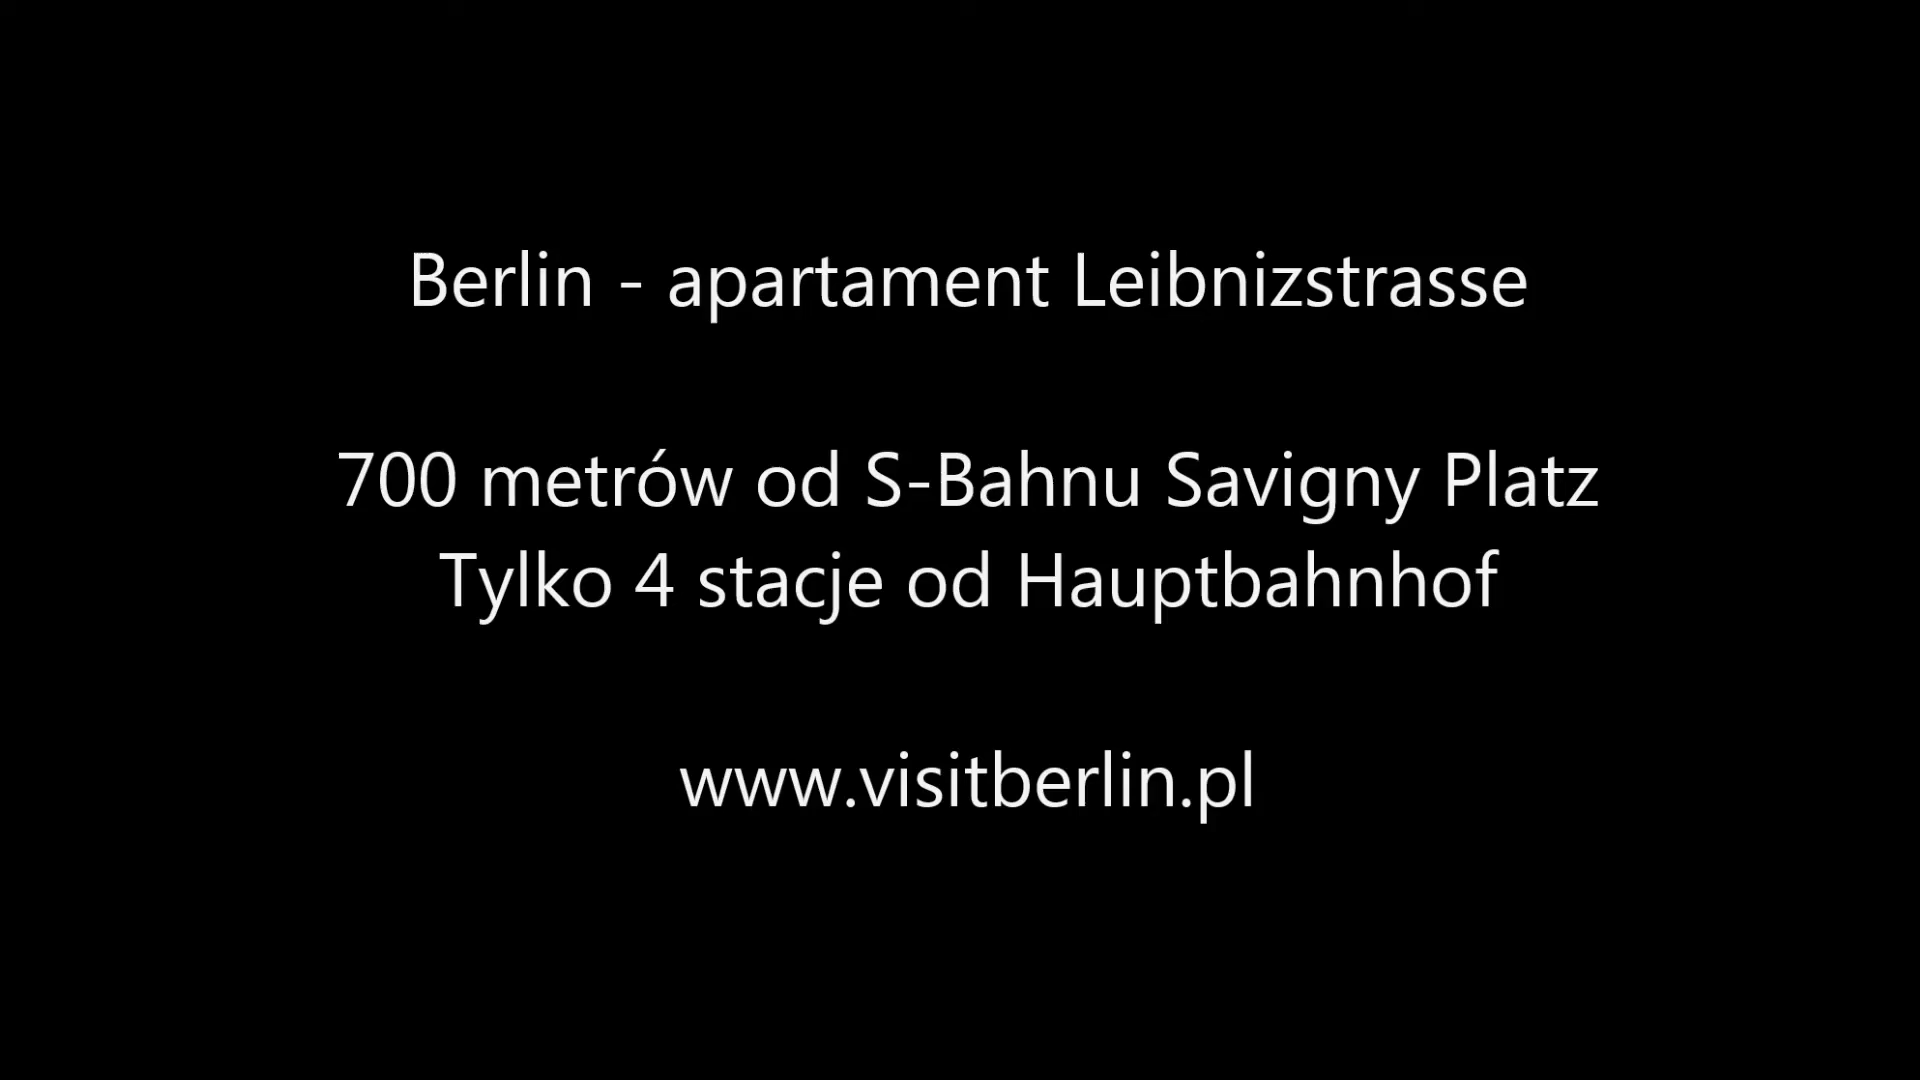 Berlin - apartament Leibnizstrasse
700 metrów od S-Bahnu Savigny Platz
Tylko 4 stacje od Hauptbahnhof
www.visitberlin.pl